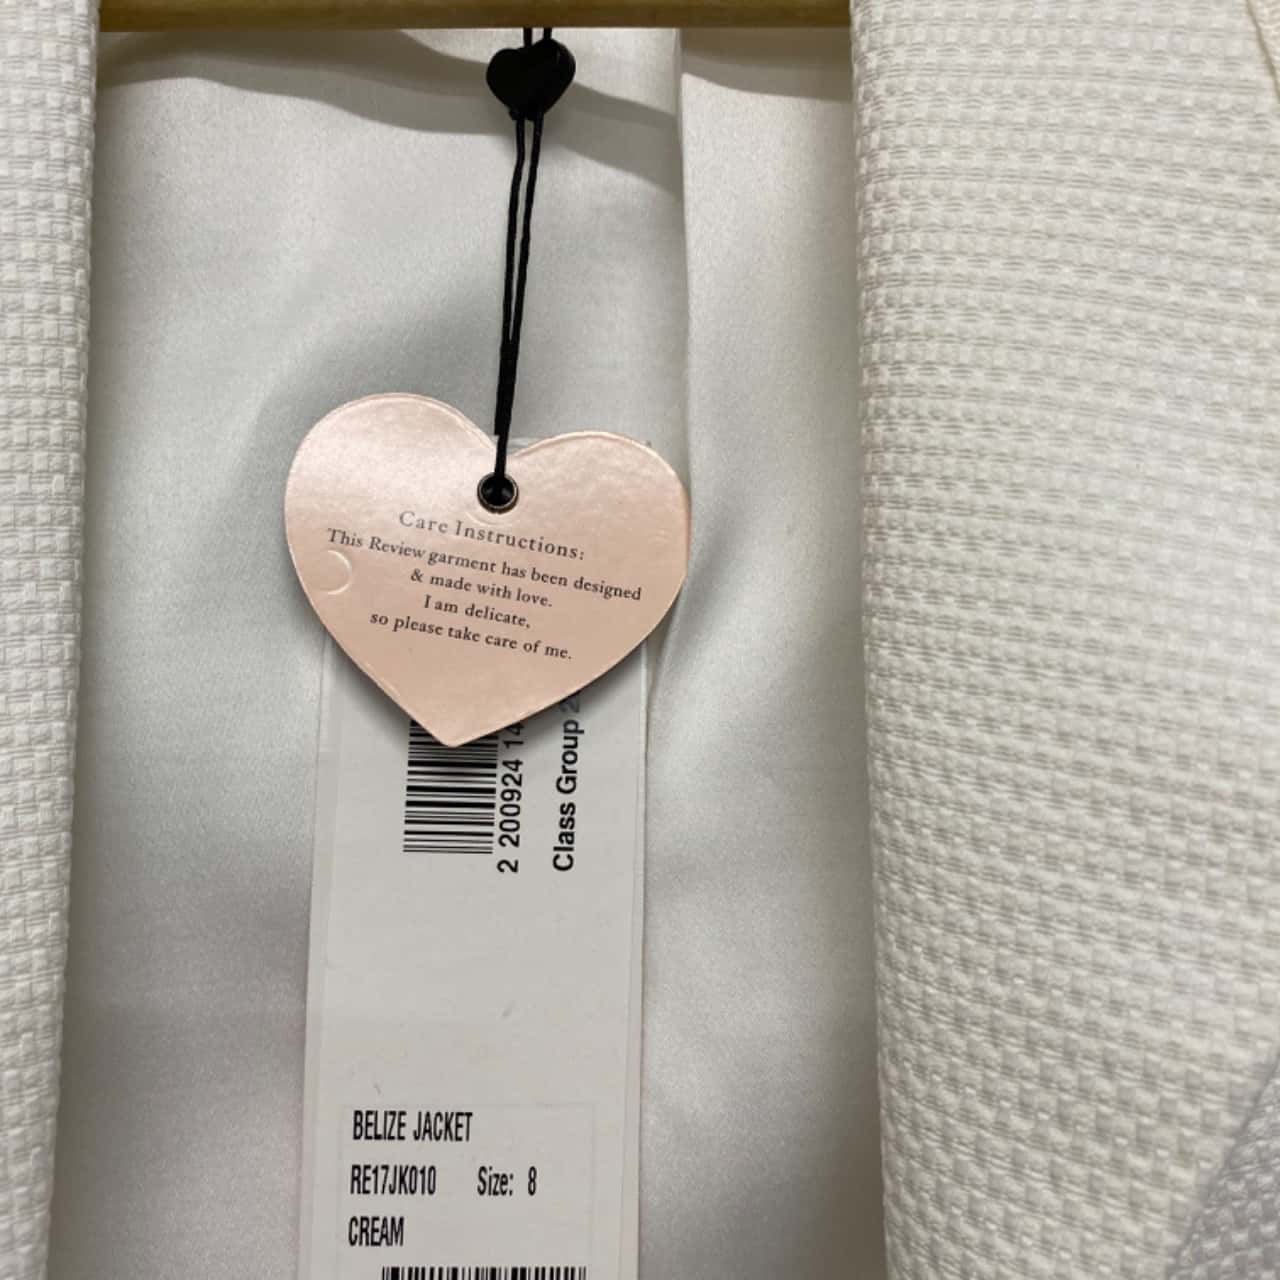 Care Instructions:
This Review garment has been designed
& made with love.
I am delicate,
so please take care of me.
2 200924 14
Class Group 2
BELIZE JACKET
RE17JK010 Size: 8
CREAM